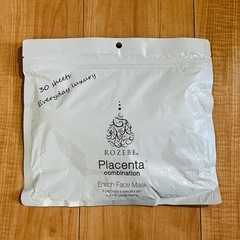 30 sheets
Everyday luxury
ROZEBE
Placenta
combination
Enrich Face Mask